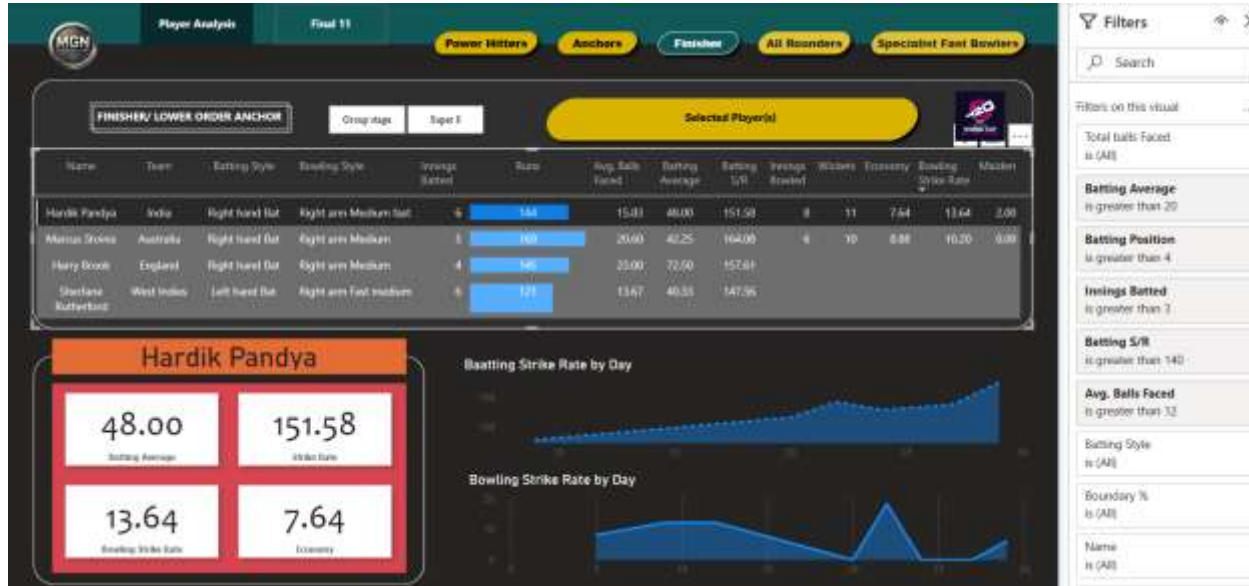 Player Analysis
Final 11
MGN
Power Hitters
Anchors
Finisher
All Rounders
Specialist Fast Bowlers
FINISHER/ LOWER ORDER ANCHOR
Group stage
Super 8
Selected Player(s)
Name Team Batting Style Bowling Style Innings Batted Runs Avg. Balls Faced Batting Average Batting S/R Innings Bowled Wickets Economy Bowling Strike Rate Maiden
Hardik Pandya India Right hand Bat Right arm Medium fast 6 144 15.83 48.00 151.58 8 11 7.64 13.64 2.00
Marcus Stoinis Australia Right hand Bat Right arm Medium 5 169 20.60 42.25 164.08 6 10 8.88 10.20 0.00
Harry Brook England Right hand Bat Right arm Medium 4 145 23.00 72.50 157.61
Sherfane Rutherford West Indies Left hand Bat Right arm Fast medium 6 121 13.67 40.33 147.56
Hardik Pandya
48.00
Batting Average
151.58
Strike Rate
13.64
Bowling Strike Rate
7.64
Economy
Baatting Strike Rate by Day
Bowling Strike Rate by Day
Filters
Search
Filters on this visual
Total balls Faced
is (All)
Batting Average
is greater than 20
Batting Position
is greater than 4
Innings Batted
is greater than 3
Batting S/R
is greater than 140
Avg. Balls Faced
is greater than 12
Batting Style
is (All)
Boundary %
is (All)
Name
is (All)